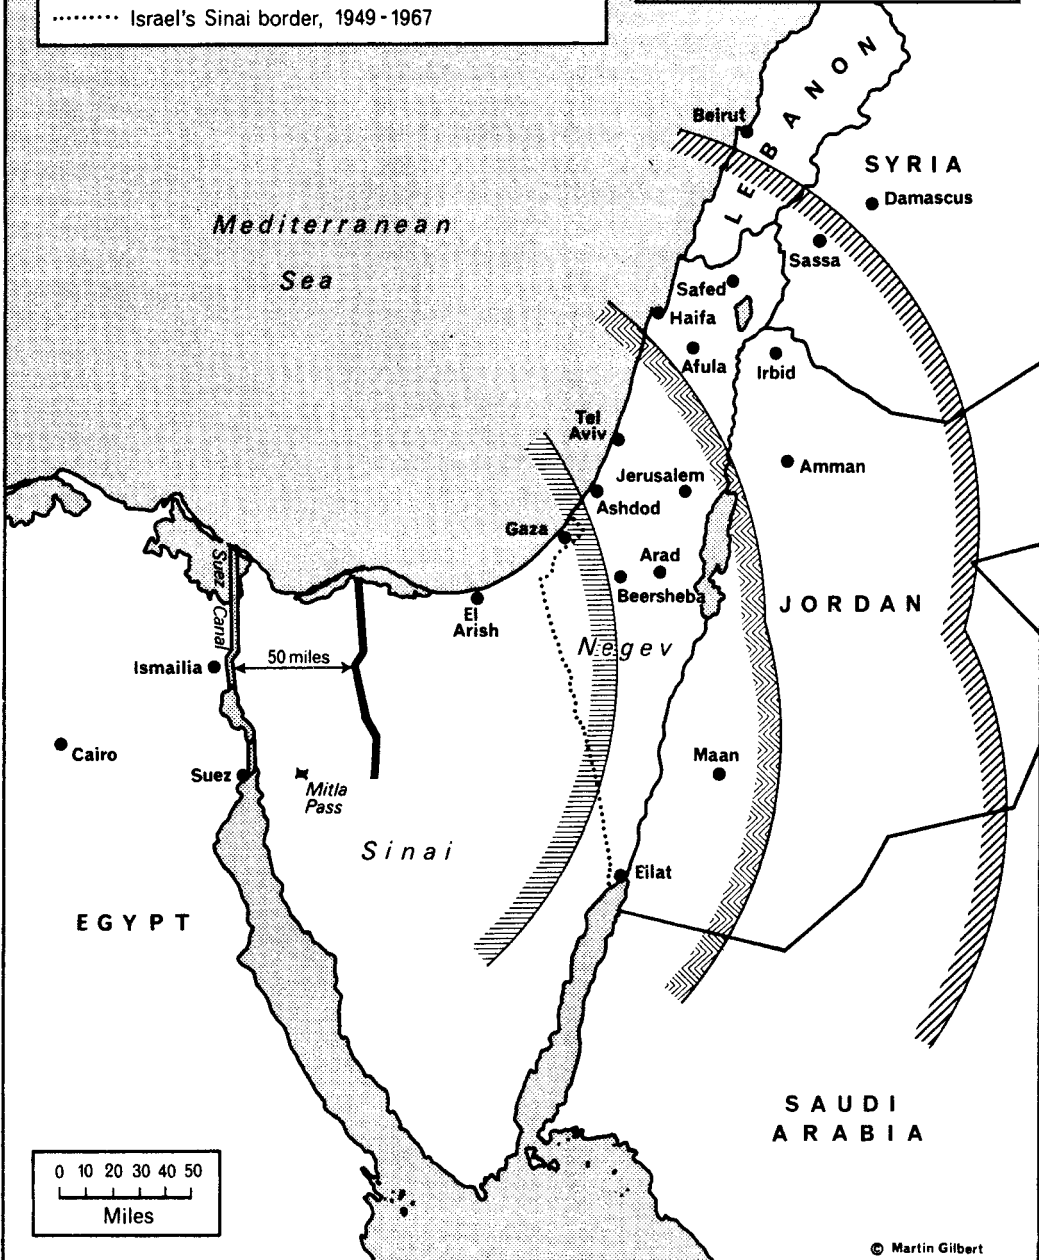 Israel's Sinai border, 1949-1967
LEBANON
Beirut
SYRIA
Damascus
Mediterranean
Sea
Sassa
Safed
Haifa
Afula
Irbid
Tel
Aviv
Amman
Jerusalem
Ashdod
Gaza
Arad
Beersheba
Suez Canal
El
Arish
JORDAN
Negev
Ismailia
50 miles
Cairo
Maan
Suez
Mitla
Pass
Sinai
Eilat
EGYPT
SAUDI
ARABIA
0 10 20 30 40 50
Miles
© Martin Gilbert